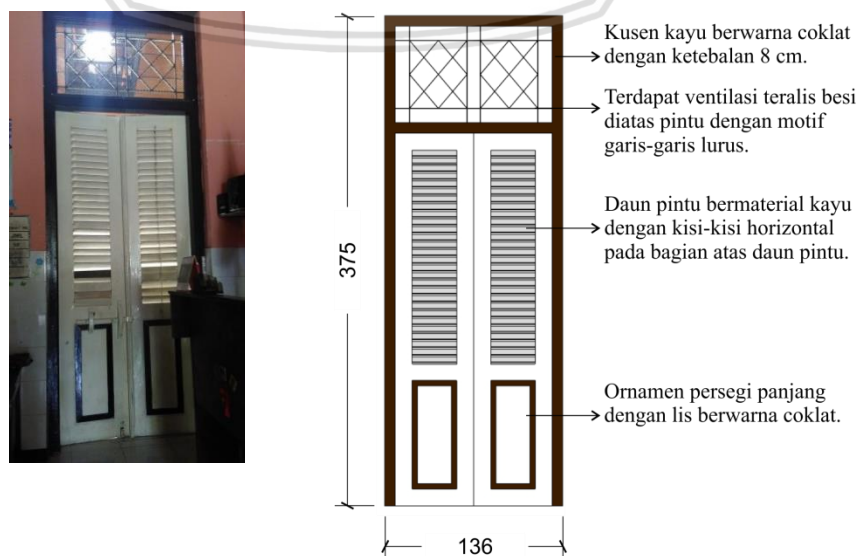 Kusen kayu berwarna coklat
dengan ketebalan 8 cm.
Terdapat ventilasi teralis besi
diatas pintu dengan motif
garis-garis lurus.
Daun pintu bermaterial kayu
dengan kisi-kisi horizontal
pada bagian atas daun pintu.
375
Ornamen persegi panjang
dengan lis berwarna coklat.
136